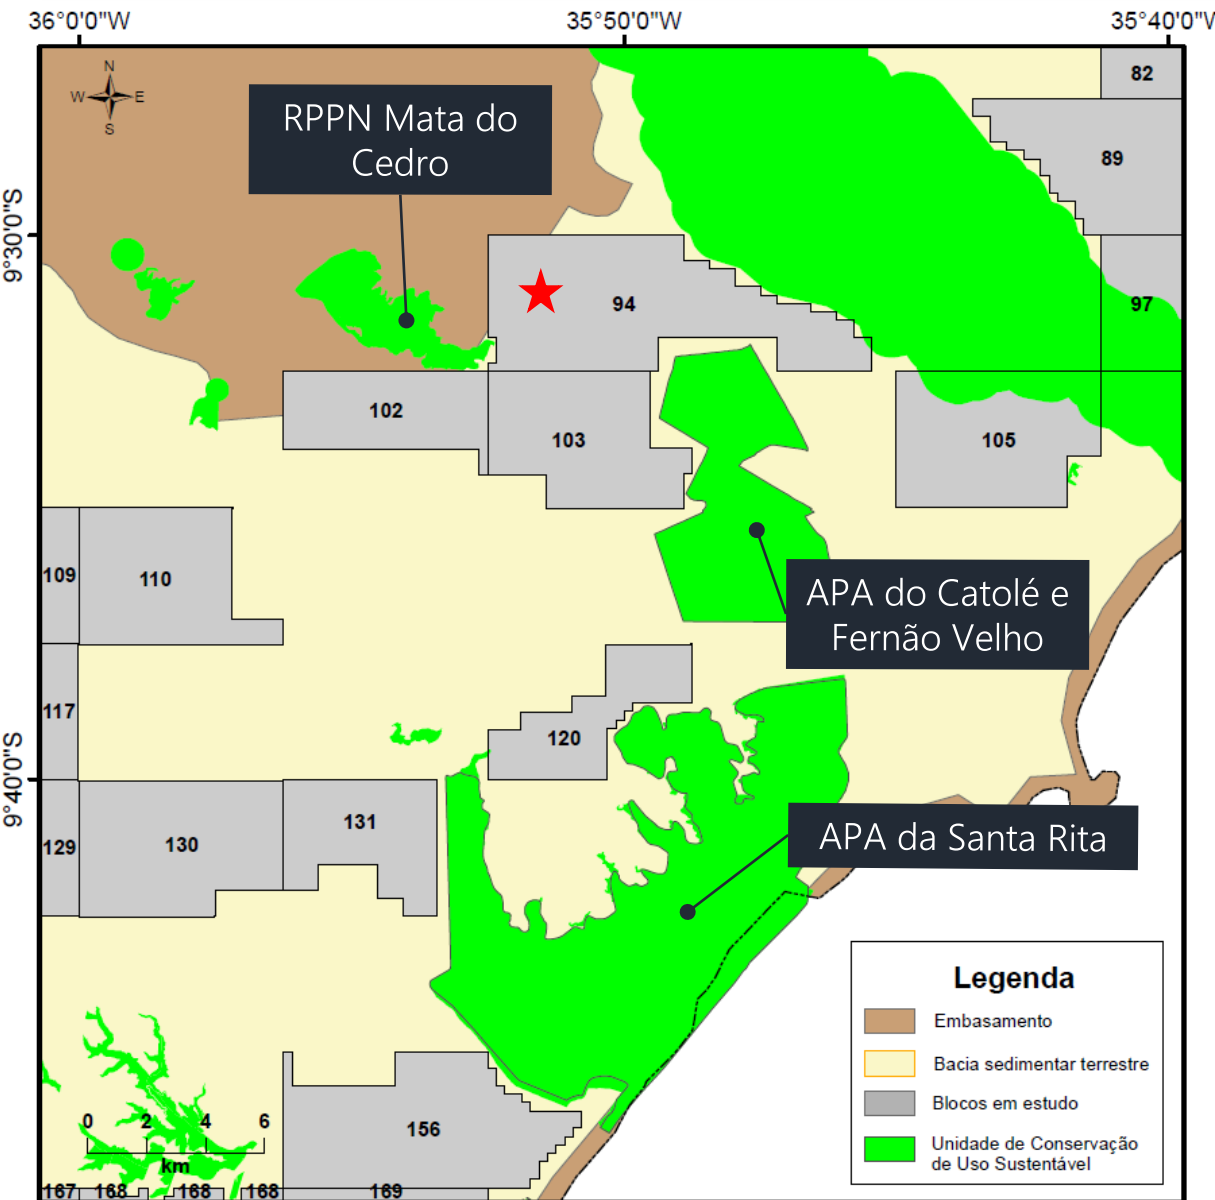 36°0'0"W
35°50'0"W
35°40'0"W
9°30'0"S
9°40'0"S
N
W
E
S
RPPN Mata do
Cedro
82
89
94
97
102
103
105
109
110
APA do Catolé e
Fernão Velho
117
120
129
130
131
APA da Santa Rita
156
0 2 4 6
km
167
168
168
168
169
Legenda
Embasamento
Bacia sedimentar terrestre
Blocos em estudo
Unidade de Conservação
de Uso Sustentável